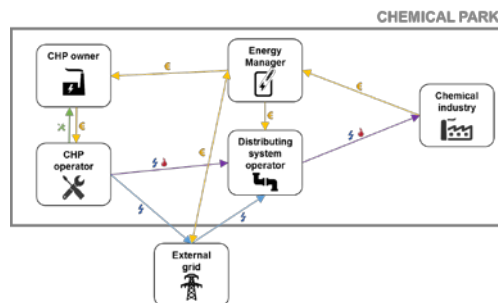 CHEMICAL PARK
CHP owner
Energy
Manager
Chemical
industry
CHP
operator
Distributing
system
operator
External
grid
€
€
€
€
€